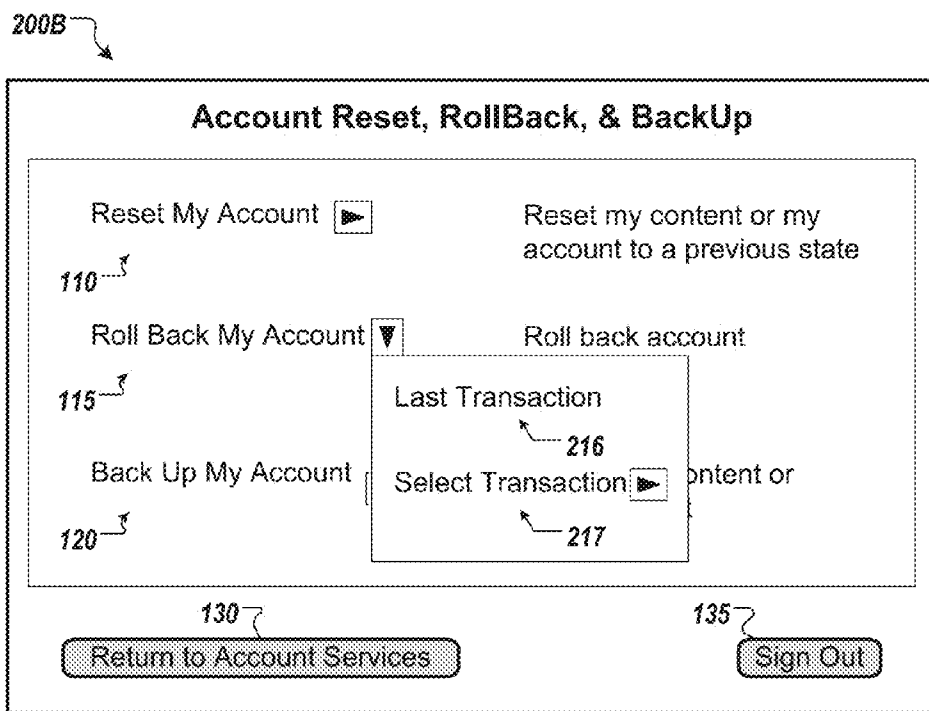 200B
Account Reset, RollBack, & BackUp
Reset My Account
Reset my content or my
account to a previous state
110
Roll Back My Account
Roll back account
115
Last Transaction
216
Back Up My Account
Select Transaction
ontent or
120
217
130
135
Return to Account Services
Sign Out